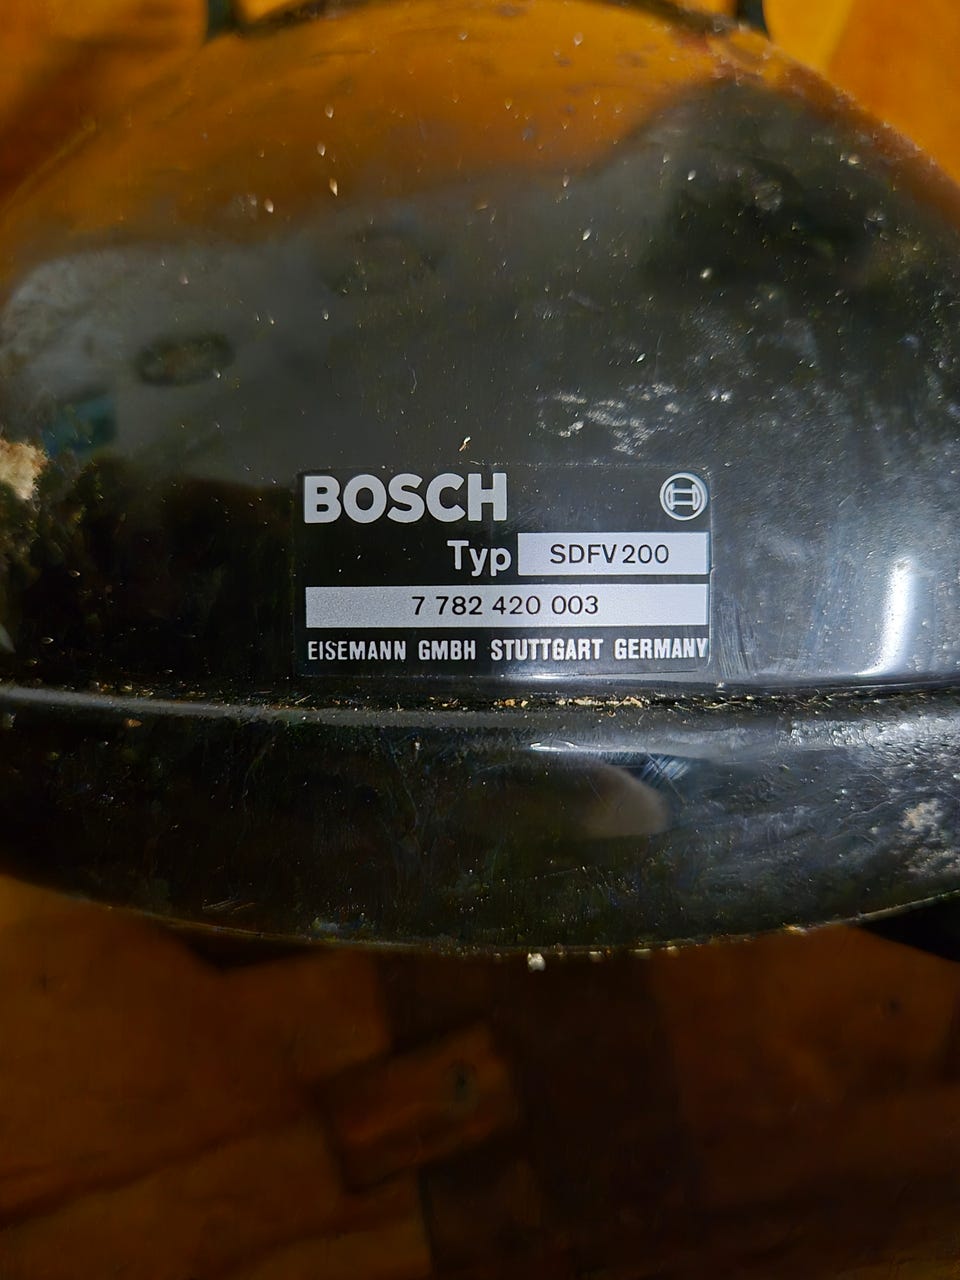 BOSCH
Typ SDFV200
7 782 420 003
EISEMANN GMBH STUTTGART GERMANY